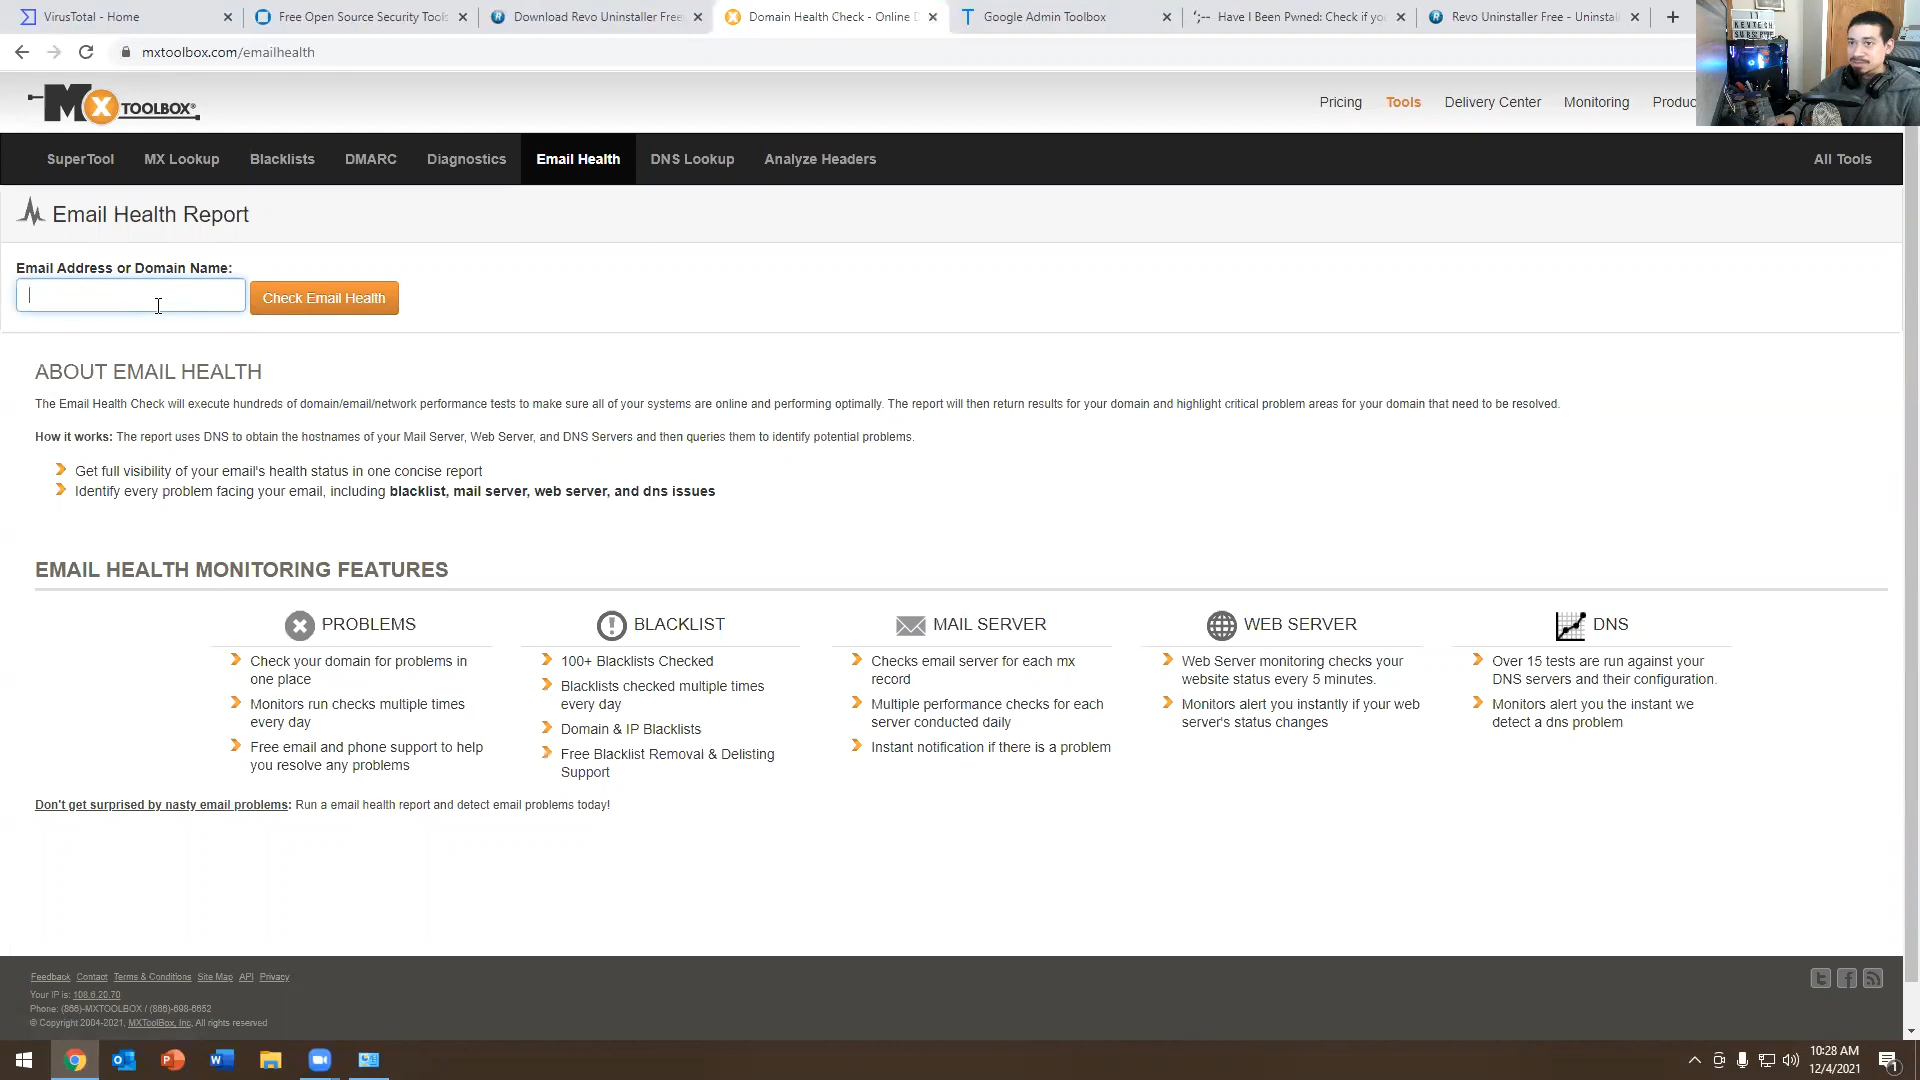 VirusTotal - Home
Free Open Source Security Tools
Download Revo Uninstaller Free
Domain Health Check - Online D
Google Admin Toolbox
Have I Been Pwned: Check if yo
Revo Uninstaller Free - Uninstal
mxtoolbox.com/emailhealth
KEVTECH
SUBSCRIBE
MX TOOLBOX®
Pricing Tools Delivery Center Monitoring Produc
SuperTool MX Lookup Blacklists DMARC Diagnostics Email Health DNS Lookup Analyze Headers All Tools
Email Health Report
Email Address or Domain Name:
Check Email Health
ABOUT EMAIL HEALTH
The Email Health Check will execute hundreds of domain/email/network performance tests to make sure all of your systems are online and performing optimally. The report will then return results for your domain and highlight critical problem areas for your domain that need to be resolved.
How it works: The report uses DNS to obtain the hostnames of your Mail Server, Web Server, and DNS Servers and then queries them to identify potential problems.
Get full visibility of your email's health status in one concise report
Identify every problem facing your email, including blacklist, mail server, web server, and dns issues
EMAIL HEALTH MONITORING FEATURES
PROBLEMS
Check your domain for problems in
one place
Monitors run checks multiple times
every day
Free email and phone support to help
you resolve any problems
BLACKLIST
100+ Blacklists Checked
Blacklists checked multiple times
every day
Domain & IP Blacklists
Free Blacklist Removal & Delisting
Support
MAIL SERVER
Checks email server for each mx
record
Multiple performance checks for each
server conducted daily
Instant notification if there is a problem
WEB SERVER
Web Server monitoring checks your
website status every 5 minutes.
Monitors alert you instantly if your web
server's status changes
DNS
Over 15 tests are run against your
DNS servers and their configuration.
Monitors alert you the instant we
detect a dns problem
Don't get surprised by nasty email problems: Run a email health report and detect email problems today!
Feedback Contact Terms & Conditions Site Map API Privacy
Your IP is: 108.6.20.70
Phone: (866)-MXTOOLBOX / (866)-698-6652
© Copyright 2004-2021, MXToolBox, Inc, All rights reserved
10:28 AM
12/4/2021